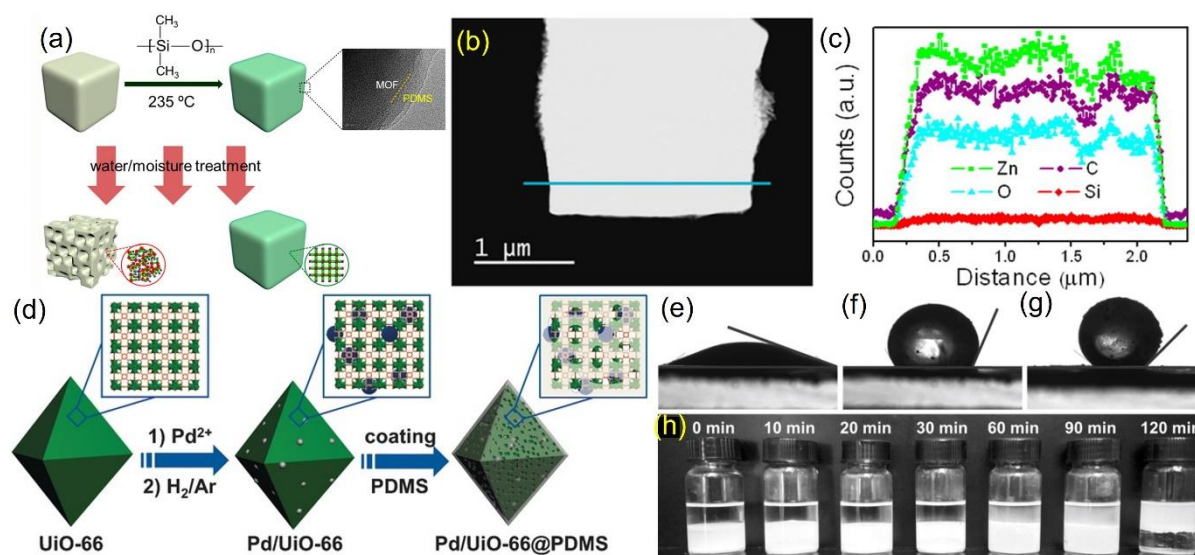 (a)
CH₃
Si
O
n
CH₃
235 ºC
MOF
PDMS
water/moisture treatment
(b)
1 µm
(c)
Counts (a.u.)
Zn
C
O
Si
0.0 0.5 1.0 1.5 2.0
Distance (µm)
(d)
1) Pd²⁺
2) H₂/Ar
coating
PDMS
UiO-66
Pd/UiO-66
Pd/UiO-66@PDMS
(e)
(f)
(g)
(h)
0 min
10 min
20 min
30 min
60 min
90 min
120 min